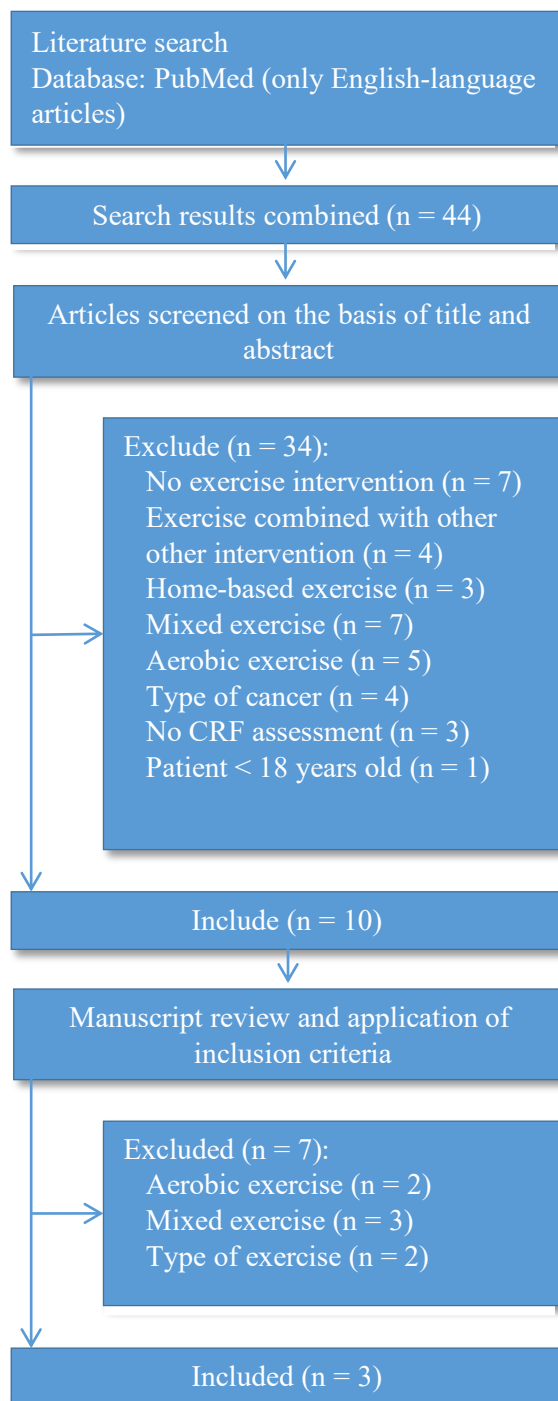 Literature search
Database: PubMed (only English-language
articles)
Search results combined (n = 44)
Articles screened on the basis of title and
abstract
Exclude (n = 34):
No exercise intervention (n = 7)
Exercise combined with other
other intervention (n = 4)
Home-based exercise (n = 3)
Mixed exercise (n = 7)
Aerobic exercise (n = 5)
Type of cancer (n = 4)
No CRF assessment (n = 3)
Patient < 18 years old (n = 1)
Include (n = 10)
Manuscript review and application of
inclusion criteria
Excluded (n = 7):
Aerobic exercise (n = 2)
Mixed exercise (n = 3)
Type of exercise (n = 2)
Included (n = 3)